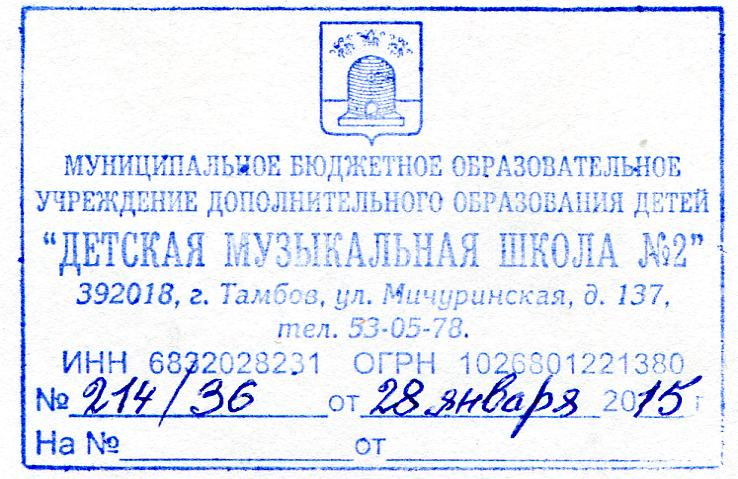 МУНИЦИПАЛЬНОЕ БЮДЖЕТНОЕ ОБРАЗОВАТЕЛЬНОЕ
УЧРЕЖДЕНИЕ ДОПОЛНИТЕЛЬНОГО ОБРАЗОВАНИЯ ДЕТЕЙ
“ДЕТСКАЯ МУЗЫКАЛЬНАЯ ШКОЛА №2”
392018, г. Тамбов, ул. Мичуринская, д. 137,
тел. 53-05-78.
ИНН 6832028231 ОГРН 1026801221380
№ 214/36 от 28 января 2015 г
На № от